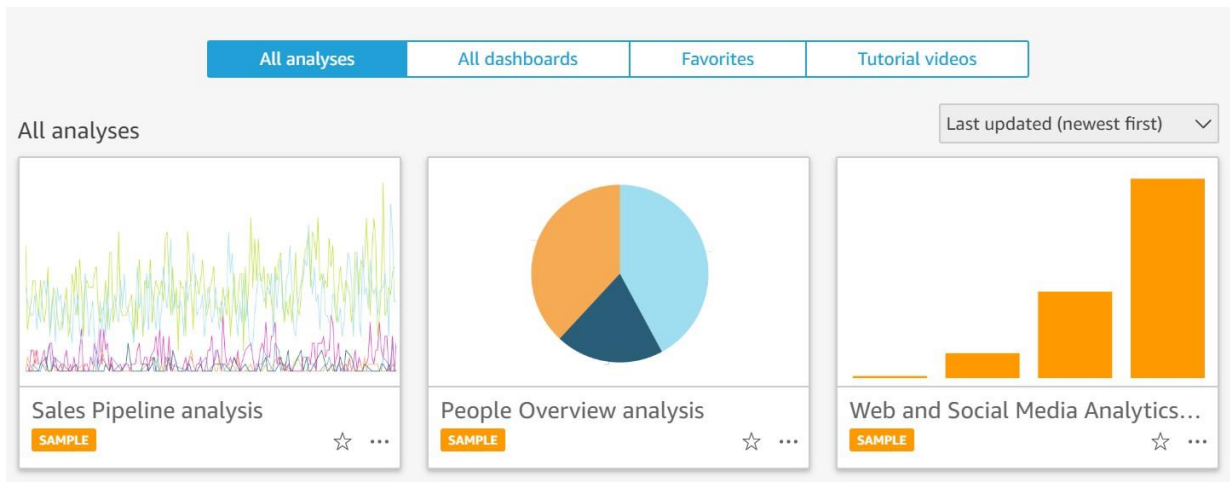 All analyses
All dashboards
Favorites
Tutorial videos
All analyses
Last updated (newest first)
Sales Pipeline analysis
SAMPLE
People Overview analysis
SAMPLE
Web and Social Media Analytics...
SAMPLE